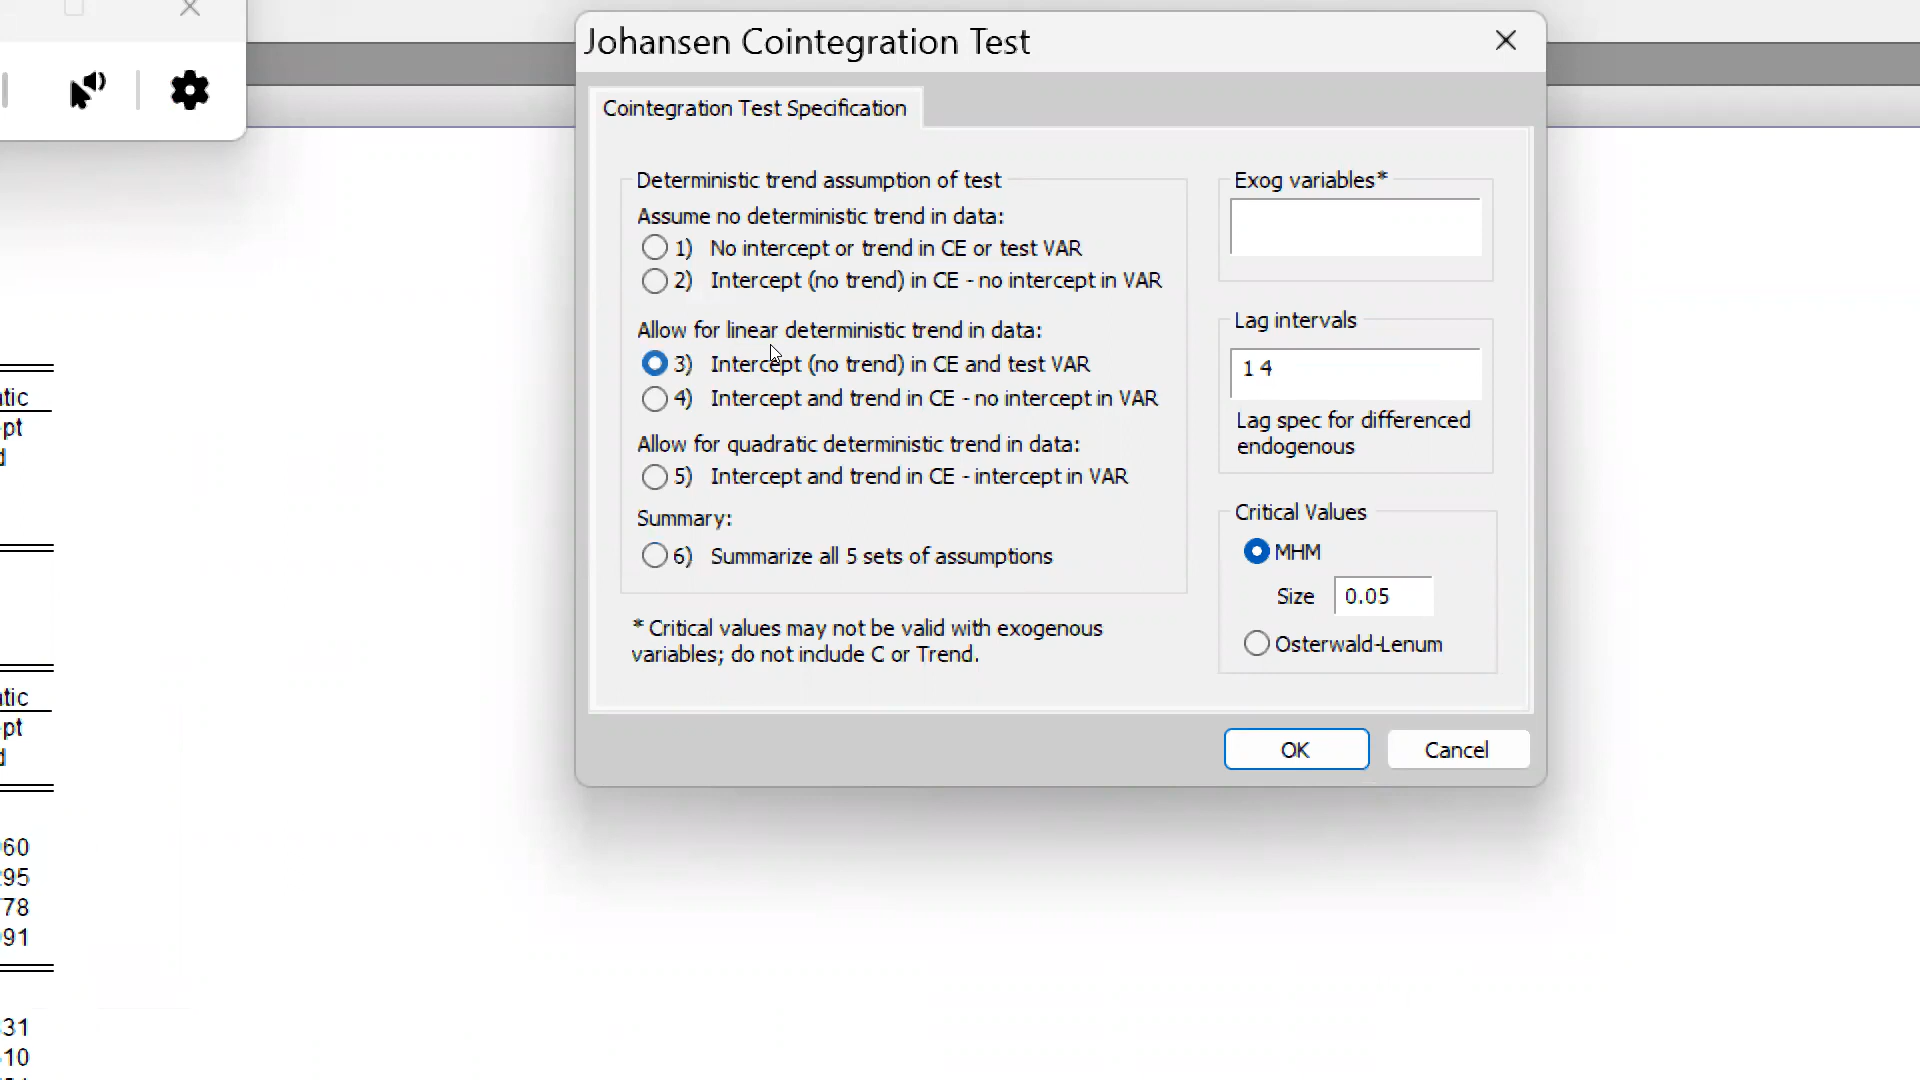 Johansen Cointegration Test
Cointegration Test Specification
Deterministic trend assumption of test
Assume no deterministic trend in data:
1) No intercept or trend in CE or test VAR
2) Intercept (no trend) in CE - no intercept in VAR
Allow for linear deterministic trend in data:
3) Intercept (no trend) in CE and test VAR
4) Intercept and trend in CE - no intercept in VAR
Allow for quadratic deterministic trend in data:
5) Intercept and trend in CE - intercept in VAR
Summary:
6) Summarize all 5 sets of assumptions
* Critical values may not be valid with exogenous
variables; do not include C or Trend.
Exog variables*
Lag intervals
1 4
Lag spec for differenced
endogenous
Critical Values
MHM
Size 0.05
Osterwald-Lenum
OK
Cancel